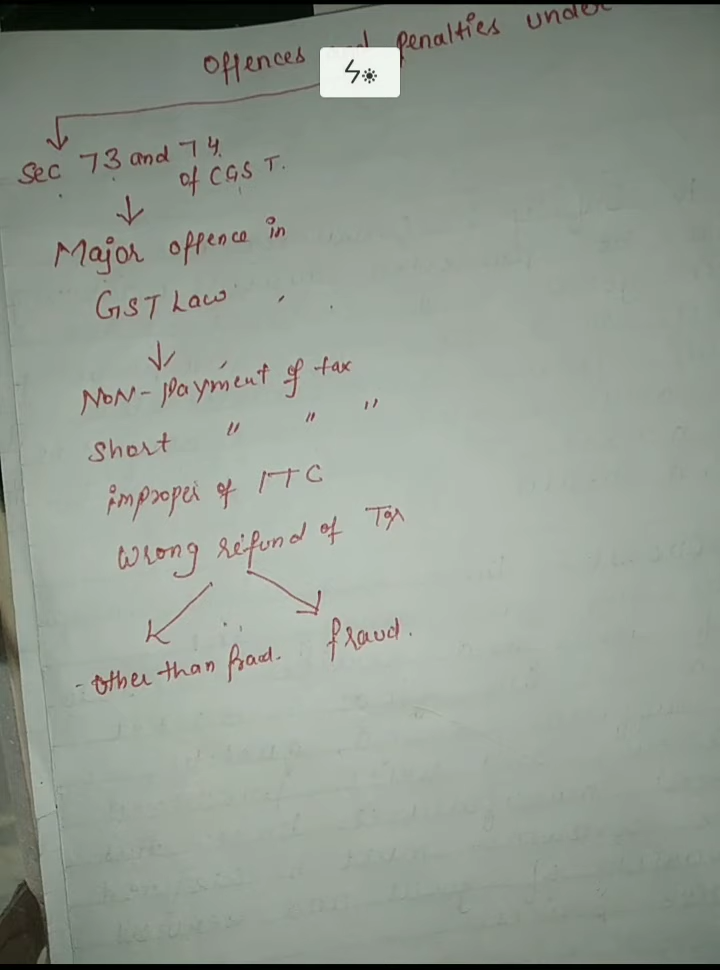 Offences penalties under
Sec 73 and 74
of CGST.
Major offence in
GST Law
Non-payment of tax
Short " " "
improper of ITC
Wrong refund of Tax
- other than fraud. fraud.